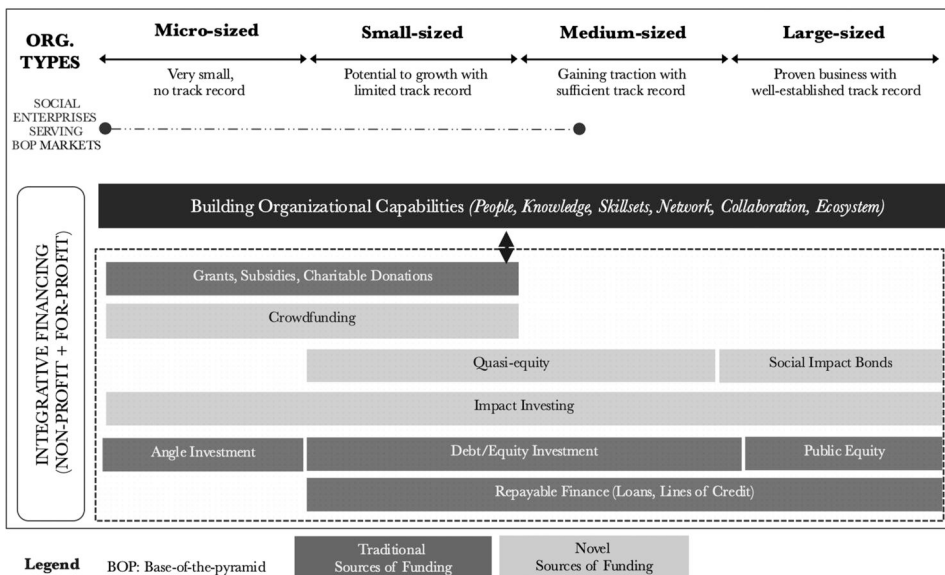 ORG.
TYPES
Micro-sized
Small-sized
Medium-sized
Large-sized
Very small,
no track record
Potential to growth with
limited track record
Gaining traction with
sufficient track record
Proven business with
well-established track record
SOCIAL
ENTERPRISES
SERVING
BOP MARKETS
INTEGRATIVE FINANCING
(NON-PROFIT + FOR-PROFIT)
Building Organizational Capabilities (People, Knowledge, Skillsets, Network, Collaboration, Ecosystem)
Grants, Subsidies, Charitable Donations
Crowdfunding
Quasi-equity
Social Impact Bonds
Impact Investing
Angle Investment
Debt/Equity Investment
Public Equity
Repayable Finance (Loans, Lines of Credit)
Legend
BOP: Base-of-the-pyramid
Traditional
Sources of Funding
Novel
Sources of Funding